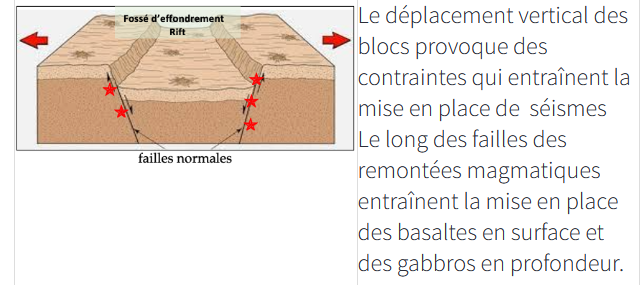 Fossé d'effondrement
Rift
failles normales
Le déplacement vertical des
blocs provoque des
contraintes qui entraînent la
mise en place de  séismes
Le long des failles des
remontées magmatiques
entraînent la mise en place
des basaltes en surface et
des gabbros en profondeur.